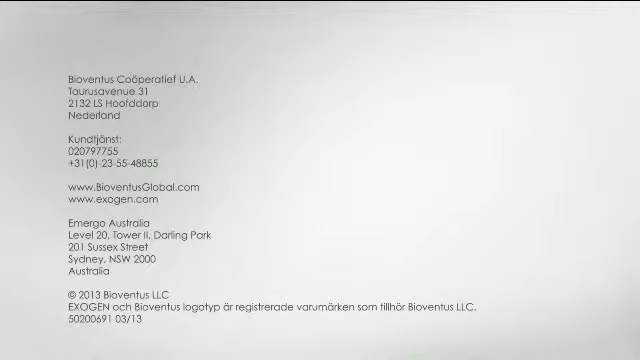 Bioventus Coöperatief U.A.
Taurusavenue 31
2132 LS Hoofddorp
Nederland
Kundtjänst:
020797755
+31(0)-23-55-48855
www.BioventusGlobal.com
www.exogen.com
Emergo Australia
Level 20, Tower II, Darling Park
201 Sussex Street
Sydney, NSW 2000
Australia
© 2013 Bioventus LLC
EXOGEN och Bioventus logotyp är registrerade varumärken som tillhör Bioventus LLC.
50200691 03/13